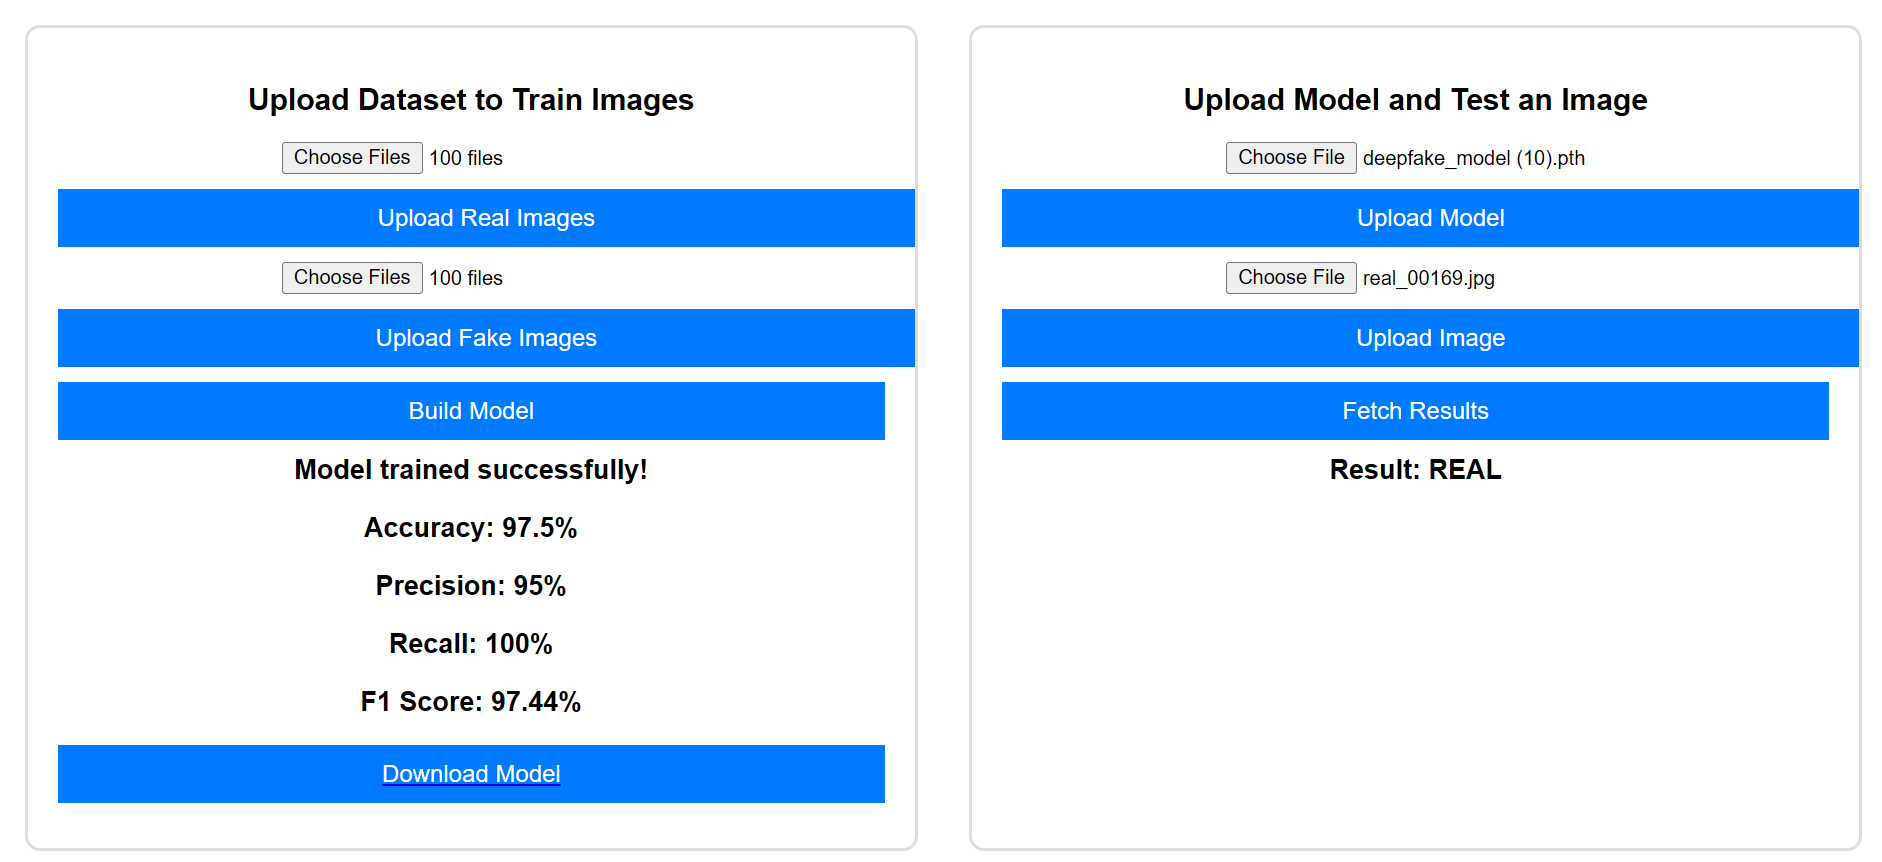 Upload Dataset to Train Images
Choose Files 100 files
Upload Real Images
Choose Files 100 files
Upload Fake Images
Build Model
Model trained successfully!
Accuracy: 97.5%
Precision: 95%
Recall: 100%
F1 Score: 97.44%
Download Model
Upload Model and Test an Image
Choose File deepfake_model (10).pth
Upload Model
Choose File real_00169.jpg
Upload Image
Fetch Results
Result: REAL